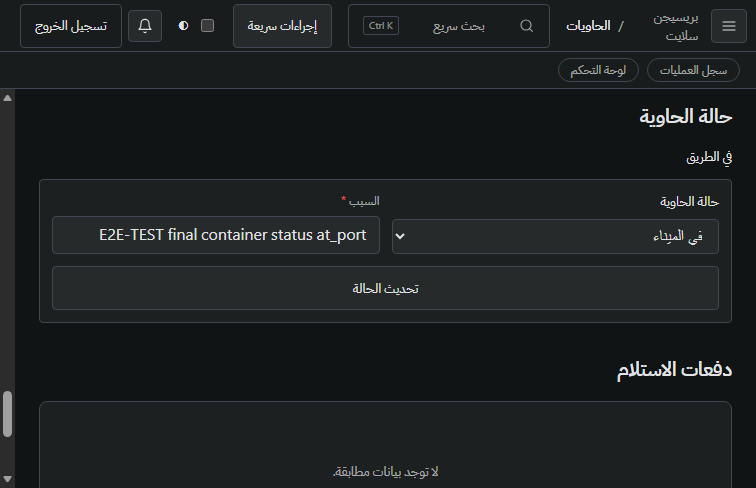 بريسيجن
سلايت
/
الحاويات
بحث سريع
Ctrl K
إجراءات سريعة
تسجيل الخروج
سجل العمليات
لوحة التحكم
حالة الحاوية
في الطريق
حالة الحاوية
السبب *
في الميناء
E2E-TEST final container status at_port
تحديث الحالة
دفعات الاستلام
لا توجد بيانات مطابقة.